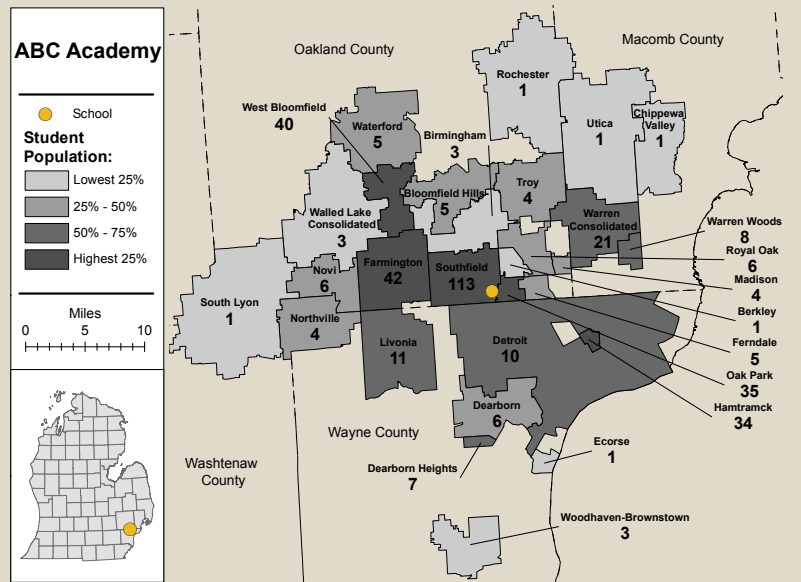 ABC Academy
School
Student
Population:
Lowest 25%
25% - 50%
50% - 75%
Highest 25%
Miles
0
5
10
Oakland County
Macomb County
Rochester
1
West Bloomfield
40
Waterford
5
Birmingham
3
Utica
1
Chippewa
Valley
1
Bloomfield Hills
5
Troy
4
Walled Lake
Consolidated
3
Warren
Consolidated
21
Warren Woods
8
Royal Oak
6
Farmington
42
Southfield
113
Novi
6
Madison
4
South Lyon
1
Northville
4
Berkley
1
Livonia
11
Detroit
10
Ferndale
5
Oak Park
35
Dearborn
6
Hamtramck
34
Wayne County
Washtenaw
County
Dearborn Heights
7
Ecorse
1
Woodhaven-Brownstown
3